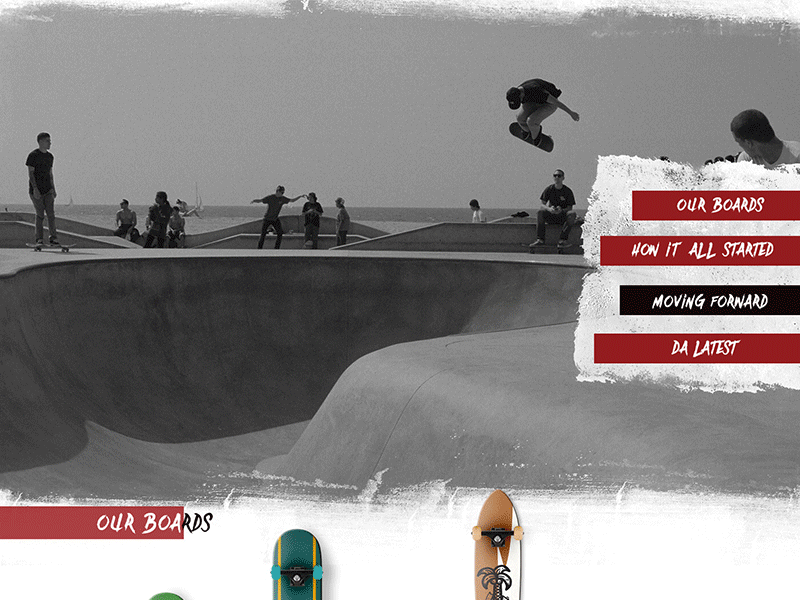 OUR BOARDS
HOW IT ALL STARTED
MOVING FORWARD
DA LATEST
OUR BOARDS